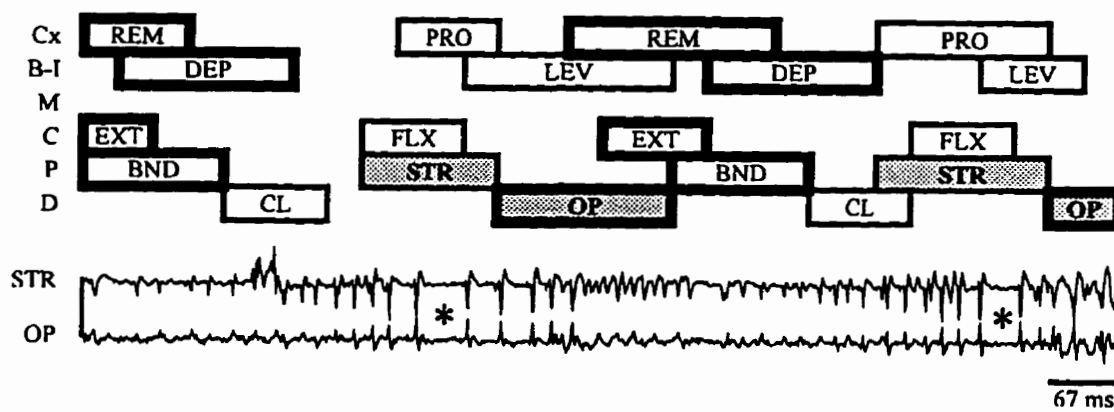 Cx REM PRO REM PRO
B-I DEP LEV DEP LEV
M
C EXT FLX EXT FLX
P BND STR BND STR
D CL OP CL OP
STR
* *
OP
67 ms